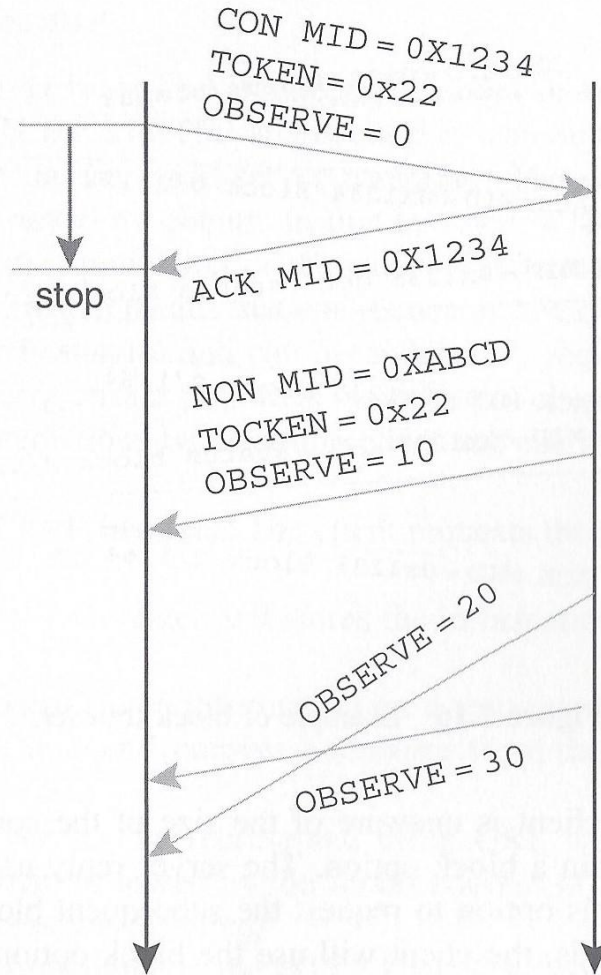 CON MID = 0X1234
TOKEN = 0x22
OBSERVE = 0
ACK MID = 0X1234
stop
NON MID = 0XABCD
TOCKEN = 0x22
OBSERVE = 10
OBSERVE = 20
OBSERVE = 30